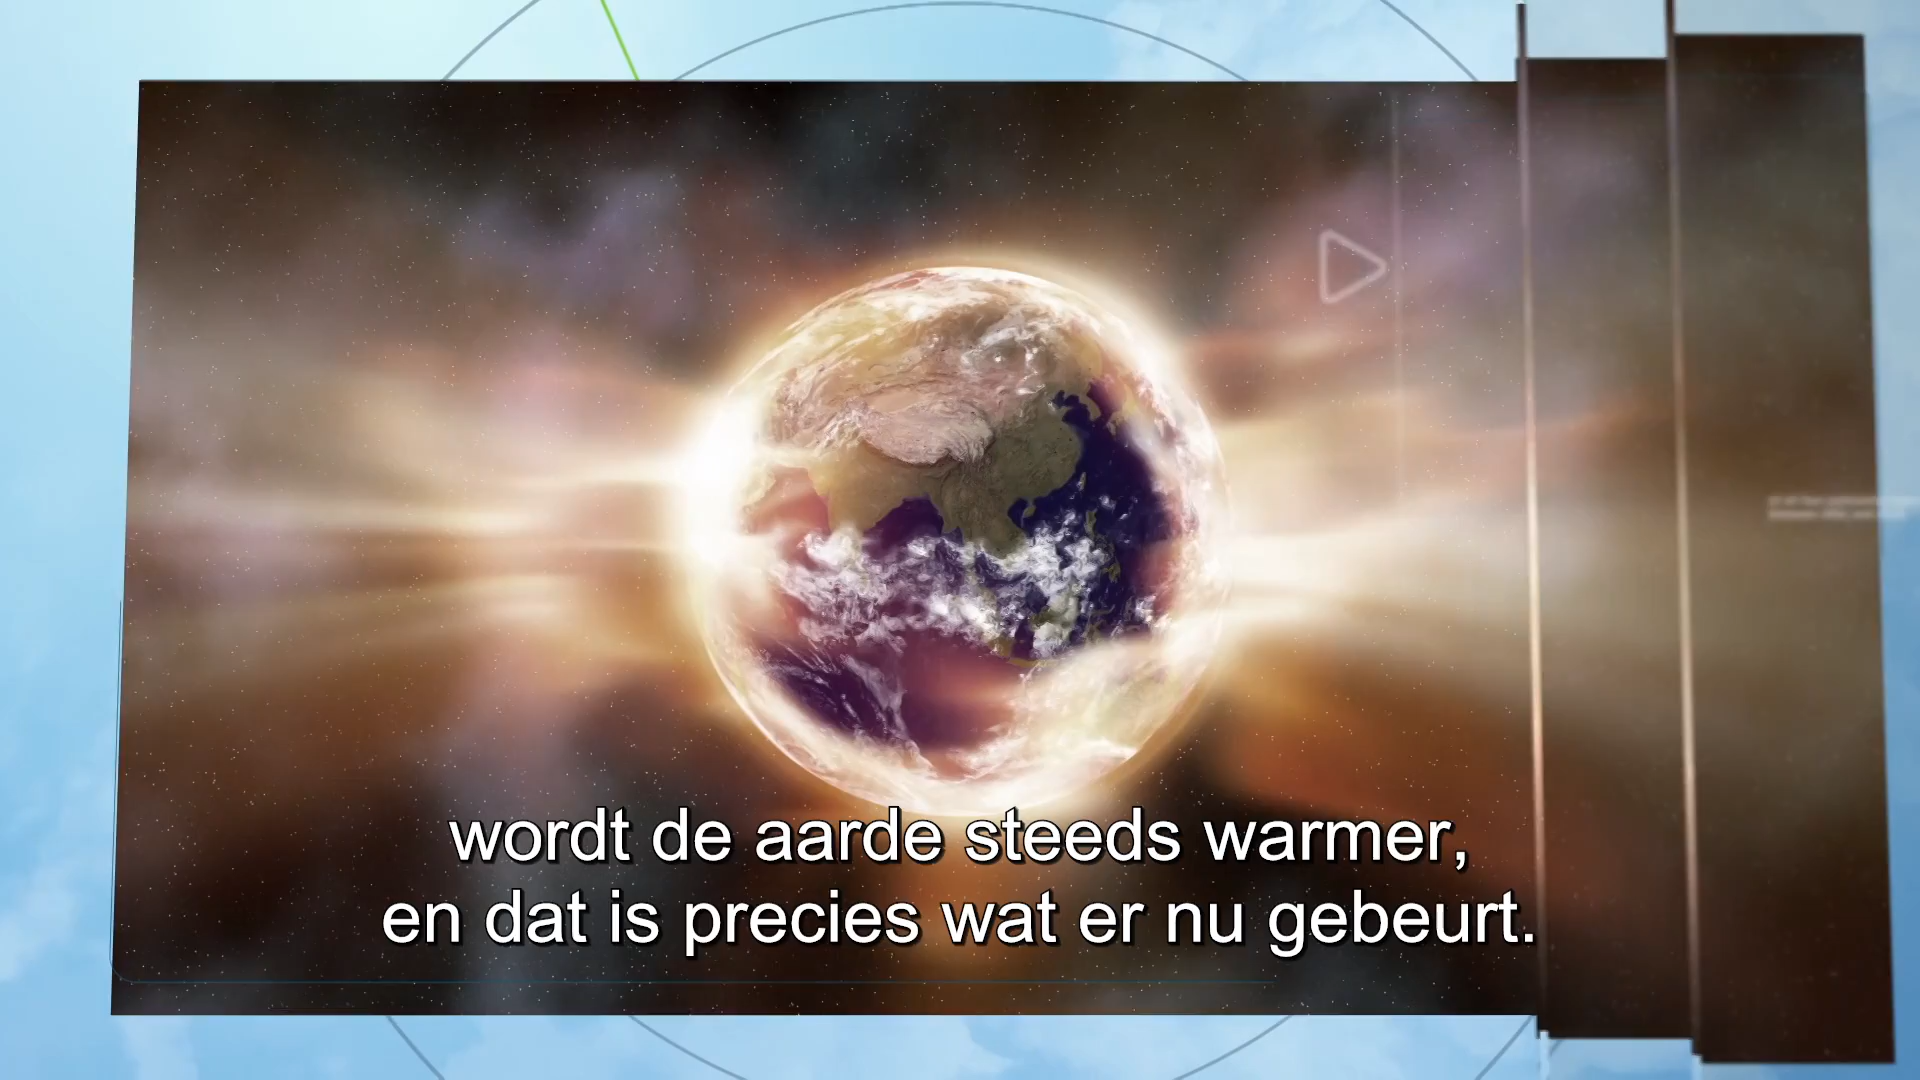 wordt de aarde steeds warmer,
en dat is precies wat er nu gebeurt.